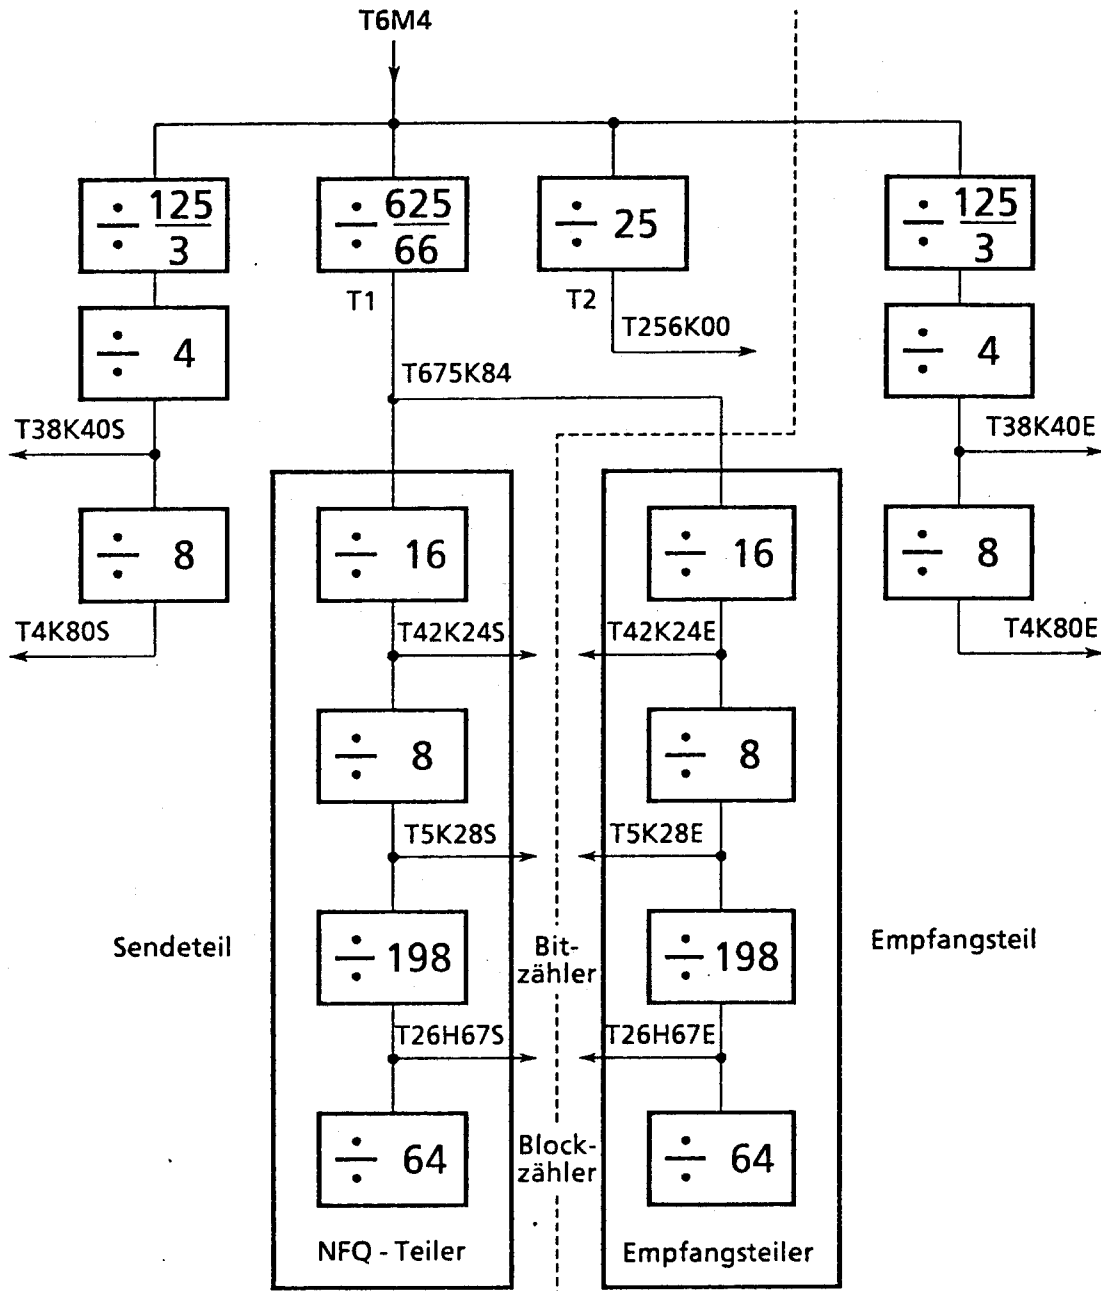 T6M4
÷ 125/3
÷ 625/66
÷ 25
÷ 125/3
T1
T2
T256K00
÷ 4
÷ 4
T675K84
T38K40S
T38K40E
÷ 8
÷ 16
÷ 16
÷ 8
T4K80S
T42K24S
T42K24E
T4K80E
÷ 8
÷ 8
T5K28S
T5K28E
Sendeteil
÷ 198
Bit-
zähler
÷ 198
Empfangsteil
T26H67S
T26H67E
÷ 64
Block-
zähler
÷ 64
NFQ - Teiler
Empfangsteiler